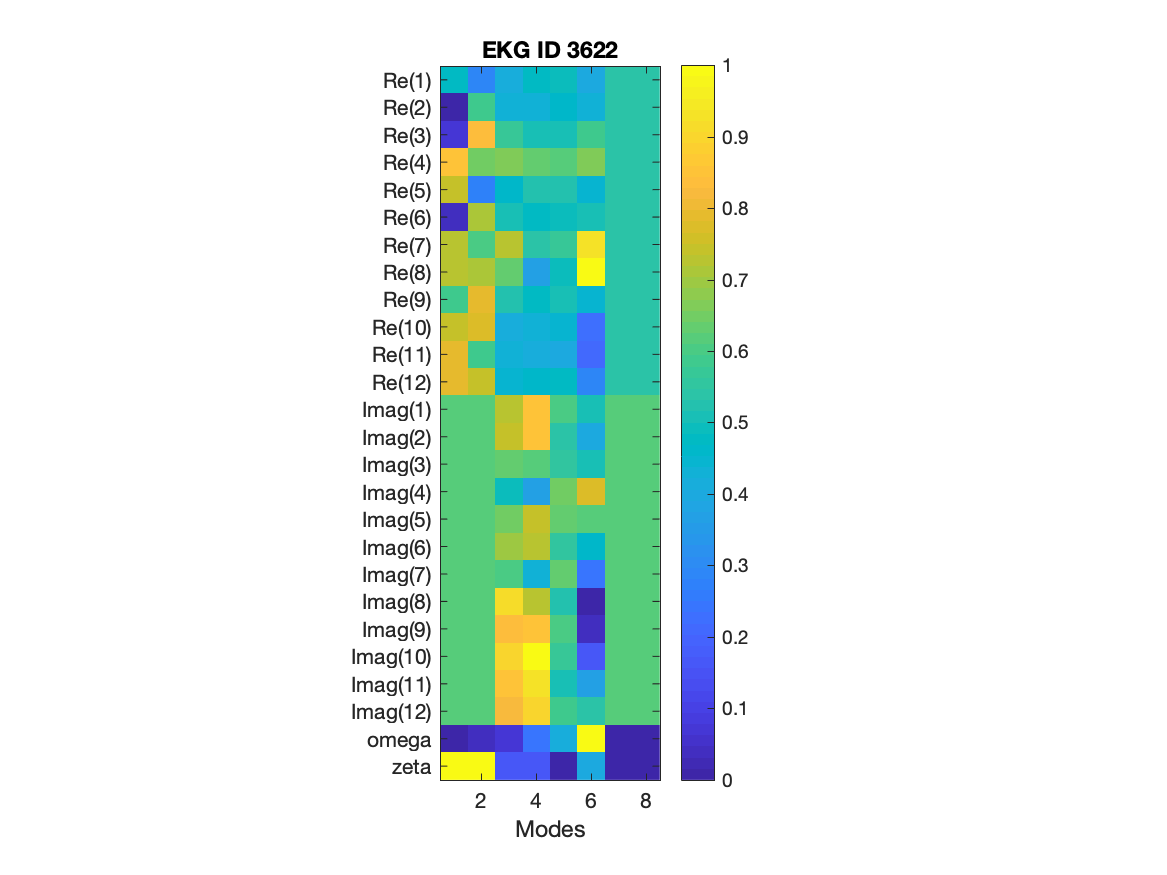 EKG ID 3622
Re(1)
Re(2)
Re(3)
Re(4)
Re(5)
Re(6)
Re(7)
Re(8)
Re(9)
Re(10)
Re(11)
Re(12)
Imag(1)
Imag(2)
Imag(3)
Imag(4)
Imag(5)
Imag(6)
Imag(7)
Imag(8)
Imag(9)
Imag(10)
Imag(11)
Imag(12)
omega
zeta
2 4 6 8
Modes
1
0.9
0.8
0.7
0.6
0.5
0.4
0.3
0.2
0.1
0